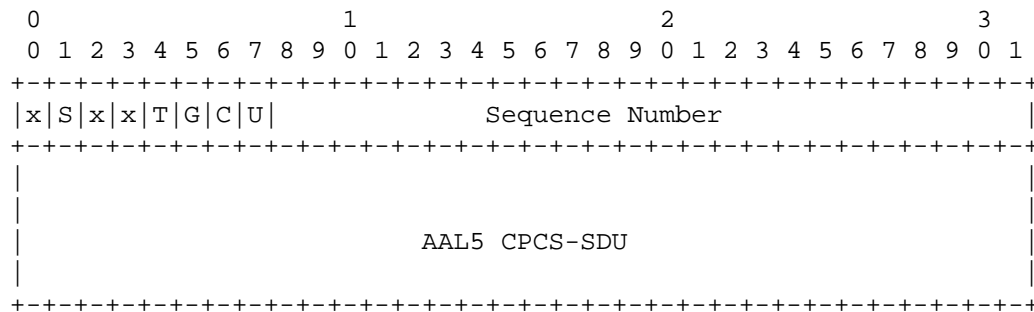 0                   1                   2                   3
 0 1 2 3 4 5 6 7 8 9 0 1 2 3 4 5 6 7 8 9 0 1 2 3 4 5 6 7 8 9 0 1
+-+-+-+-+-+-+-+-+-+-+-+-+-+-+-+-+-+-+-+-+-+-+-+-+-+-+-+-+-+-+-+-+
|x|S|x|x|T|G|C|U|             Sequence Number                   |
+-+-+-+-+-+-+-+-+-+-+-+-+-+-+-+-+-+-+-+-+-+-+-+-+-+-+-+-+-+-+-+-+
|                                                               |
|                                                               |
|                         AAL5 CPCS-SDU                         |
|                                                               |
+-+-+-+-+-+-+-+-+-+-+-+-+-+-+-+-+-+-+-+-+-+-+-+-+-+-+-+-+-+-+-+-+